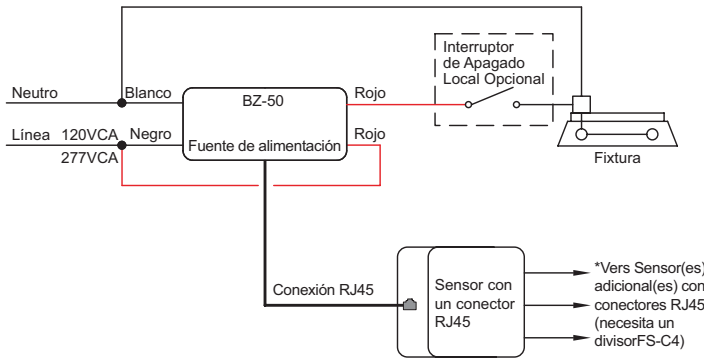 Interruptor
de Apagado
Local Opcional
Neutro
Blanco
BZ-50
Rojo
Línea
120VCA
277VCA
Negro
Fuente de alimentación
Rojo
Fixtura
Conexión RJ45
Sensor con
un conector
RJ45
*Vers Sensor(es)
adicional(es) con
conectores RJ45
(necesita un
divisorFS-C4)